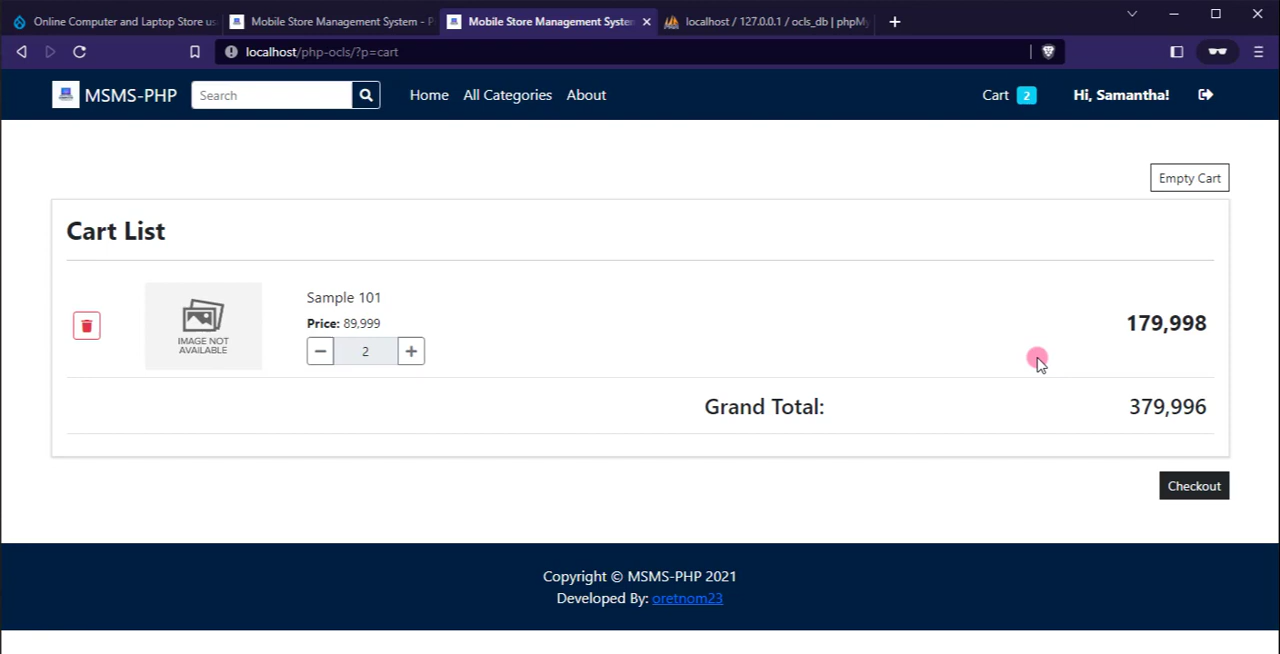 Online Computer and Laptop Store us
Mobile Store Management System - P
Mobile Store Management System
localhost / 127.0.0.1 / ocls_db | phpMy
localhost/php-ocls/?p=cart
MSMS-PHP
Search
Home
All Categories
About
Cart 2
Hi, Samantha!
Empty Cart
Cart List
IMAGE NOT
AVAILABLE
Sample 101
Price: 89,999
2
179,998
Grand Total:
379,996
Checkout
Copyright © MSMS-PHP 2021
Developed By: oretnom23